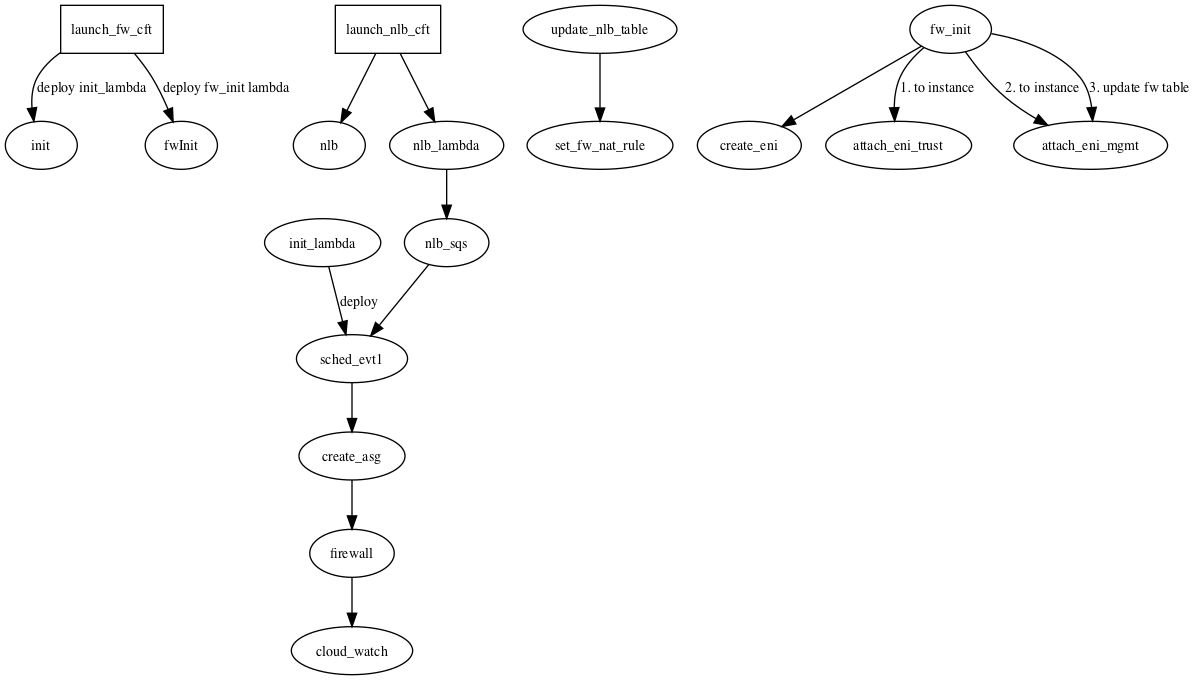 launch_fw_cft
launch_nlb_cft
update_nlb_table
fw_init
deploy init_lambda
deploy fw_init lambda
1. to instance
2. to instance
3. update fw table
init
fwInit
nlb
nlb_lambda
set_fw_nat_rule
create_eni
attach_eni_trust
attach_eni_mgmt
init_lambda
nlb_sqs
deploy
sched_evt1
create_asg
firewall
cloud_watch